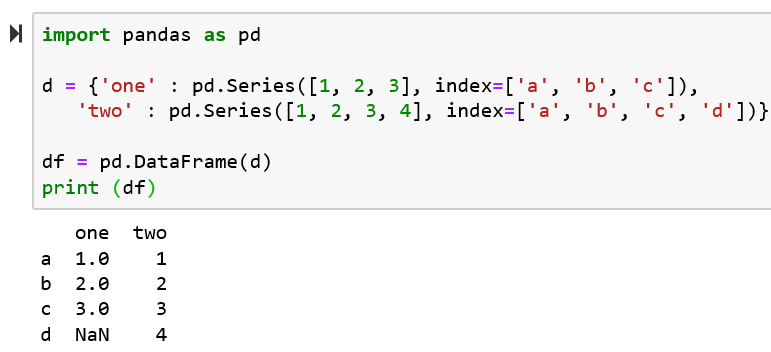 import pandas as pd
d = {'one' : pd.Series([1, 2, 3], index=['a', 'b', 'c']),
'two' : pd.Series([1, 2, 3, 4], index=['a', 'b', 'c', 'd'])}
df = pd.DataFrame(d)
print (df)
one two
a 1.0 1
b 2.0 2
c 3.0 3
d NaN 4